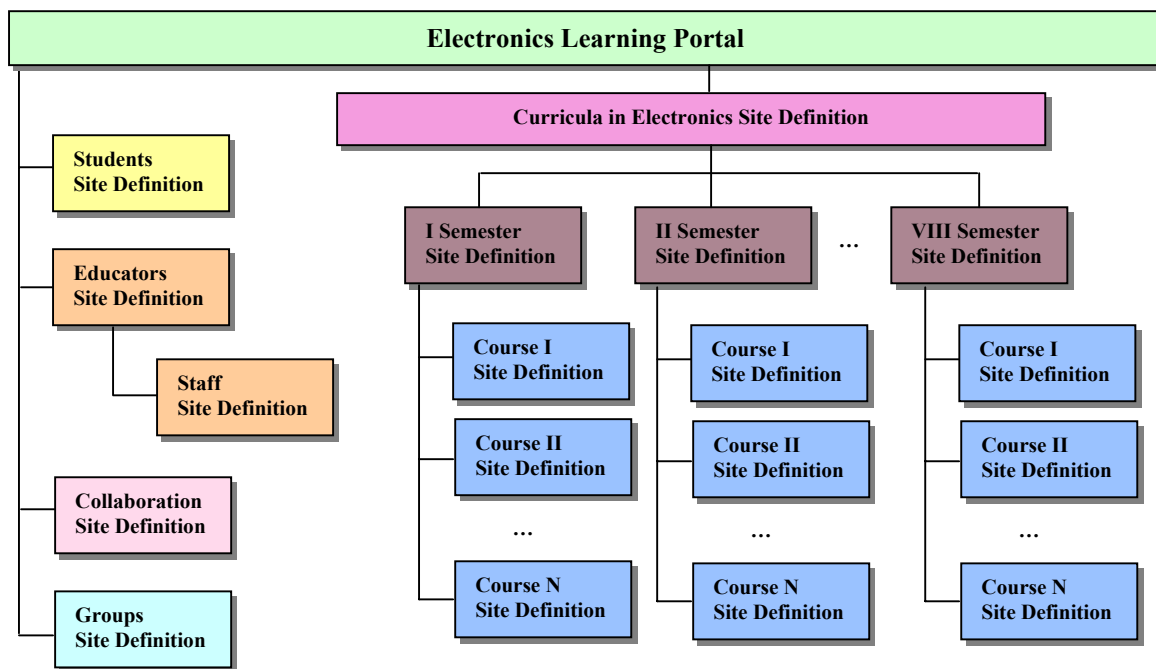 Electronics Learning Portal
Curricula in Electronics Site Definition
Students
Site Definition
Educators
Site Definition
Staff
Site Definition
Collaboration
Site Definition
Groups
Site Definition
I Semester
Site Definition
Course I
Site Definition
Course II
Site Definition
...
Course N
Site Definition
II Semester
Site Definition
Course I
Site Definition
Course II
Site Definition
...
Course N
Site Definition
...
VIII Semester
Site Definition
Course I
Site Definition
Course II
Site Definition
...
Course N
Site Definition